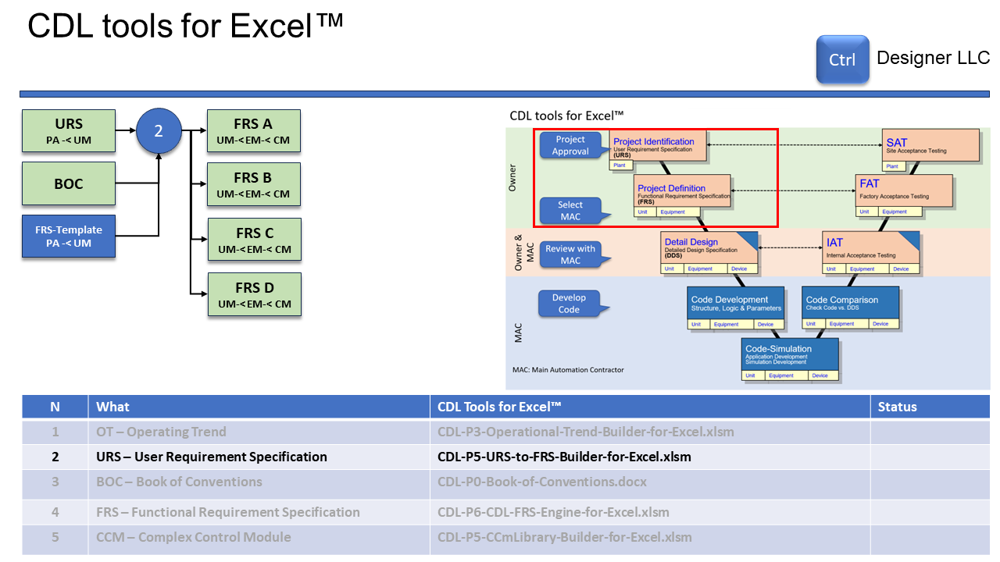 CDL tools for Excel™
Ctrl
Designer LLC
URS
PA -< UM
2
FRS A
UM-< EM-< CM
BOC
FRS B
UM-< EM-< CM
FRS-Template
PA -< UM
FRS C
UM-< EM-< CM
FRS D
UM-< EM-< CM
CDL tools for Excel™
Owner
Project
Approval
Project Identification
User Requirement Specification
(URS)
Plant
SAT
Site Acceptance Testing
Plant
Select
MAC
Project Definition
Functional Requirement Specification
(FRS)
Unit Equipment
FAT
Factory Acceptance Testing
Unit Equipment
Owner &
MAC
Review with
MAC
Detail Design
Detailed Design Specification
(DDS)
Unit Equipment Device
IAT
Internal Acceptance Testing
Unit Equipment Device
MAC
Develop
Code
Code Development
Structure, Logic & Parameters
Unit Equipment Device
Code Comparison
Check Code vs. DDS
Unit Equipment Device
Code-Simulation
Application Development
Simulation Development
Unit Equipment Device
MAC: Main Automation Contractor
N What CDL Tools for Excel™ Status
1 OT – Operating Trend CDL-P3-Operational-Trend-Builder-for-Excel.xlsm
2 URS – User Requirement Specification CDL-P5-URS-to-FRS-Builder-for-Excel.xlsm
3 BOC – Book of Conventions CDL-P0-Book-of-Conventions.docx
4 FRS – Functional Requirement Specification CDL-P6-CDL-FRS-Engine-for-Excel.xlsm
5 CCM – Complex Control Module CDL-P5-CCmLibrary-Builder-for-Excel.xlsm